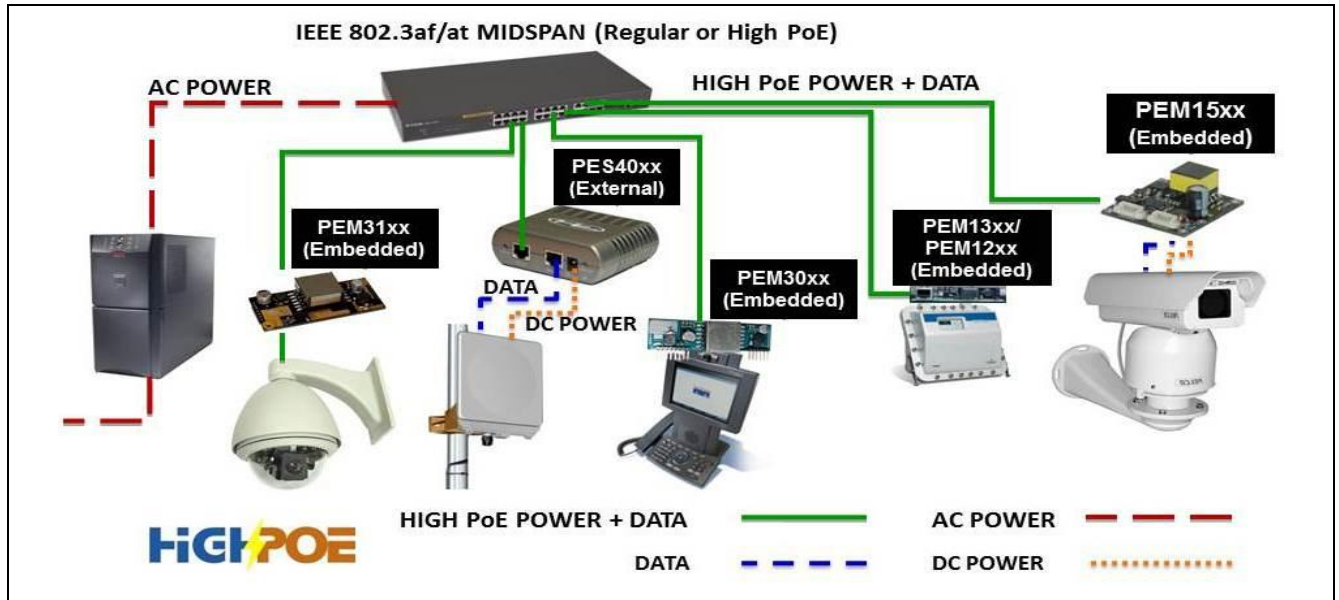 IEEE 802.3af/at MIDSPAN (Regular or High PoE)
AC POWER
HIGH PoE POWER + DATA
PEM15xx
(Embedded)
PES40xx
(External)
PEM31xx
(Embedded)
PEM13xx/
PEM12xx
(Embedded)
PEM30xx
(Embedded)
DATA
DC POWER
HIGH PoE POWER + DATA
AC POWER
DATA
DC POWER
HIGHPOE